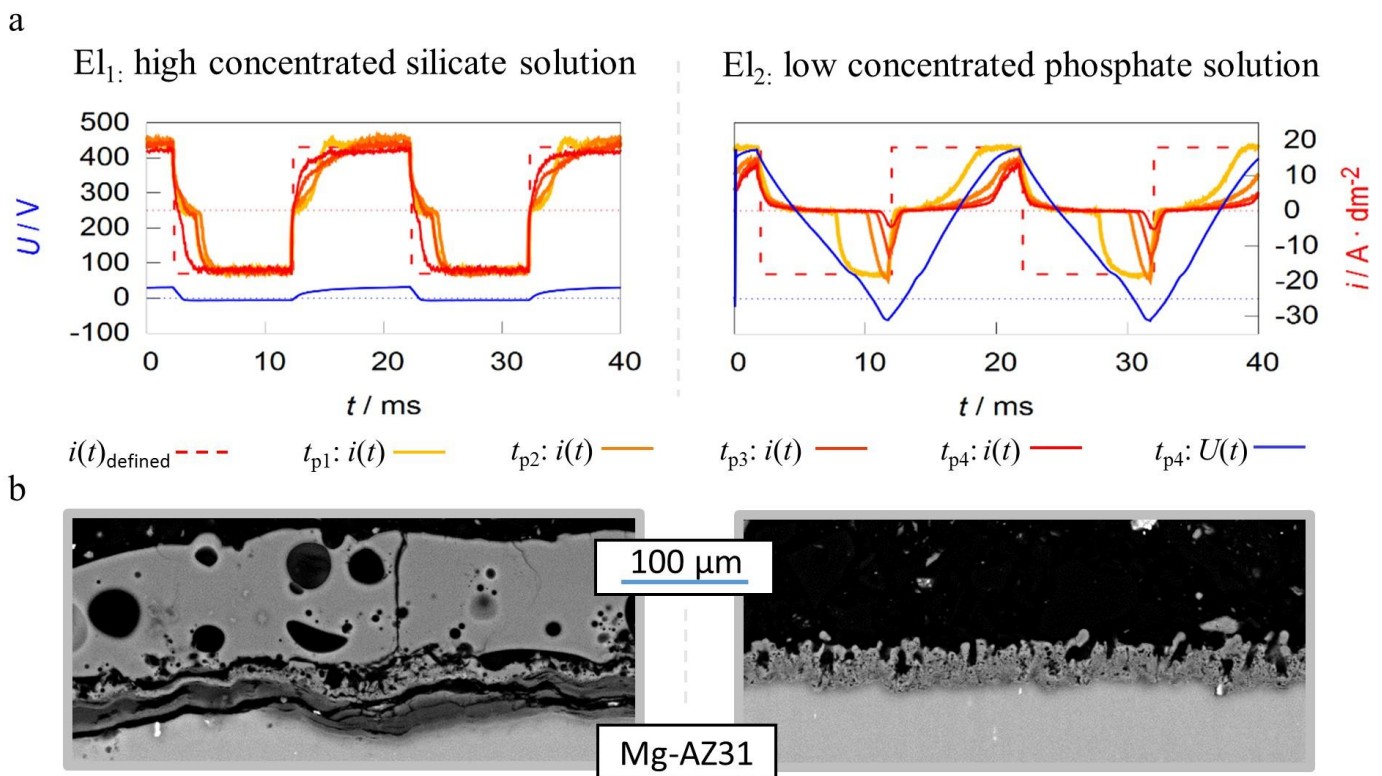 a
El1: high concentrated silicate solution
El2: low concentrated phosphate solution
U / V
500
400
300
200
100
0
-100
0 10 20 30 40
t / ms
20
10
0
-10
-20
-30
i / A · dm-2
0 10 20 30 40
t / ms
i(t)defined
tp1: i(t)
tp2: i(t)
tp3: i(t)
tp4: i(t)
tp4: U(t)
b
100 µm
Mg-AZ31